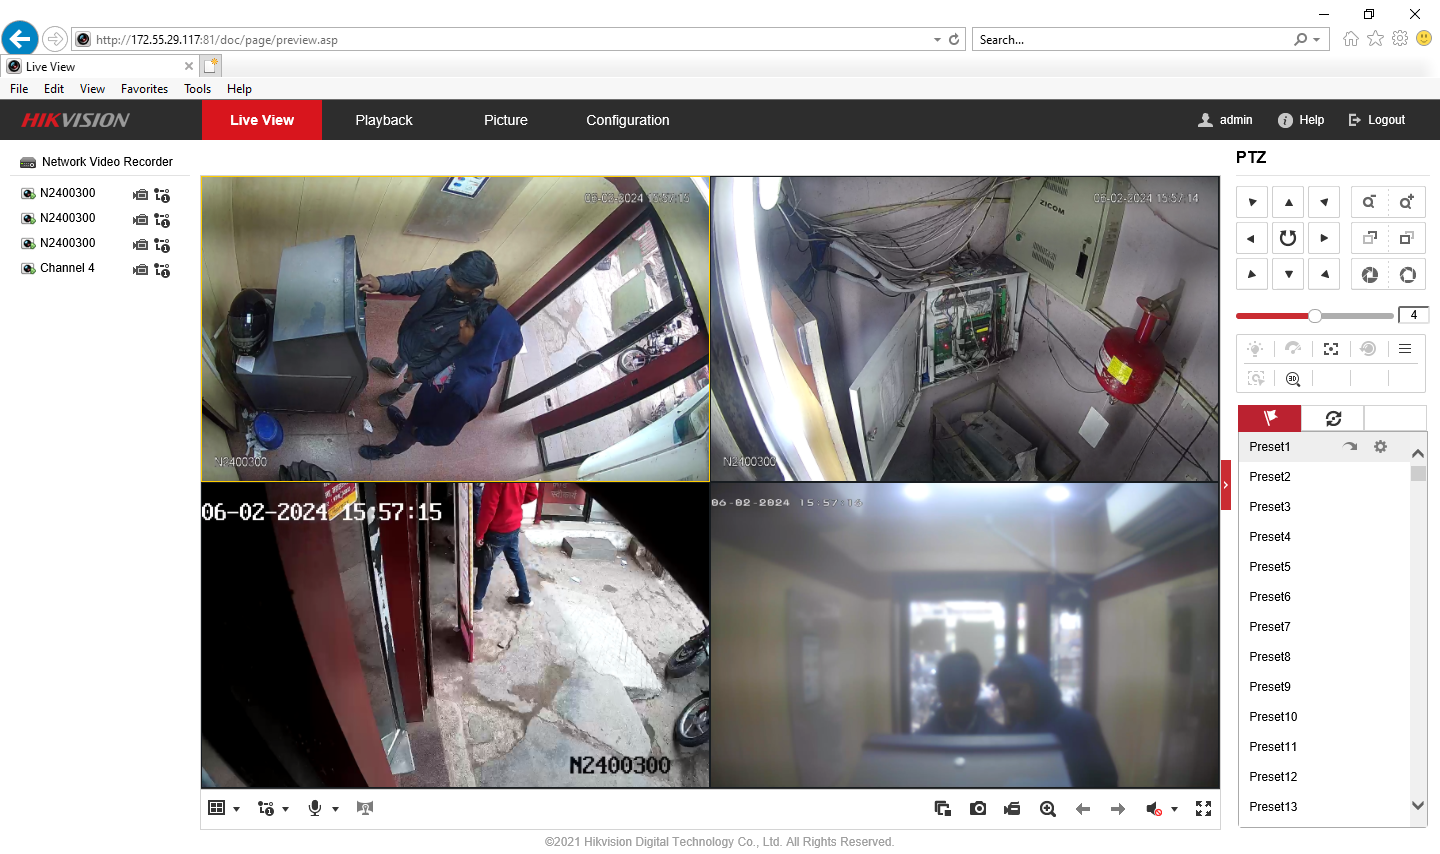 http://172.55.29.117:81/doc/page/preview.asp
Search...
Live View
File Edit View Favorites Tools Help
HIKVISION
Live View Playback Picture Configuration
admin Help Logout
Network Video Recorder
N2400300
N2400300
N2400300
Channel 4
06-02-2024 15:57:15
N2400300
06-02-2024 15:57:14
ZICOM
N2400300
06-02-2024 15:57:15
N2400300
06-02-2024 15:57:15
PTZ
4
3D
Preset1
Preset2
Preset3
Preset4
Preset5
Preset6
Preset7
Preset8
Preset9
Preset10
Preset11
Preset12
Preset13
©2021 Hikvision Digital Technology Co., Ltd. All Rights Reserved.